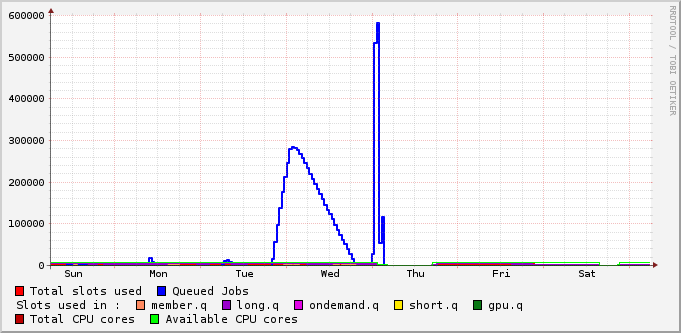 600000
500000
400000
300000
200000
100000
0
Sun Mon Tue Wed Thu Fri Sat
RRDTOOL / TOBI OETIKER
Total slots used Queued Jobs
Slots used in : member.q long.q ondemand.q short.q gpu.q
Total CPU cores Available CPU cores